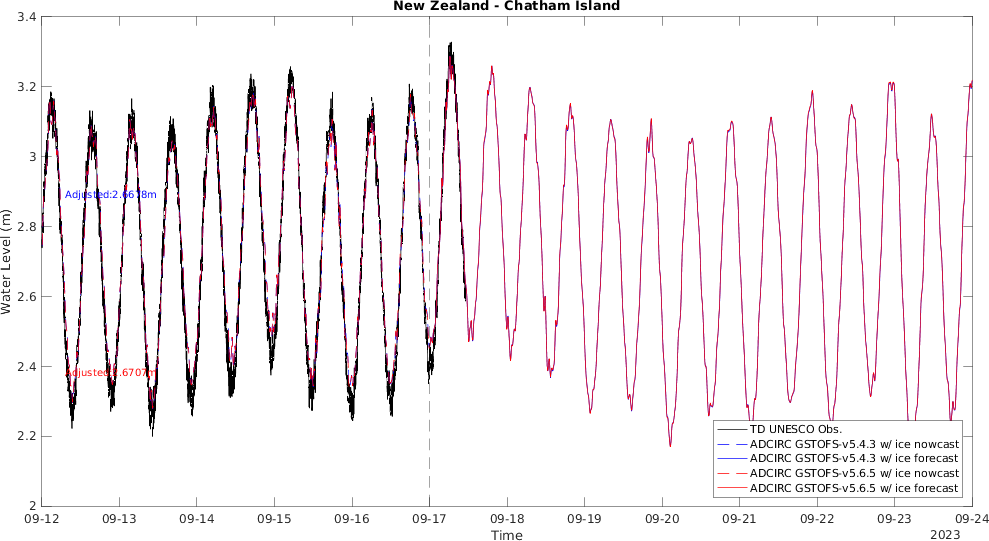 New Zealand - Chatham Island
3.4
3.2
3
2.8
2.6
2.4
2.2
2
Water Level (m)
Adjusted:2.6678m
Adjusted:2.6707m
TD UNESCO Obs.
ADCIRC GSTOFS-v5.4.3 w/ ice nowcast
ADCIRC GSTOFS-v5.4.3 w/ ice forecast
ADCIRC GSTOFS-v5.6.5 w/ ice nowcast
ADCIRC GSTOFS-v5.6.5 w/ ice forecast
09-12 09-13 09-14 09-15 09-16 09-17 09-18 09-19 09-20 09-21 09-22 09-23 09-24
Time
2023